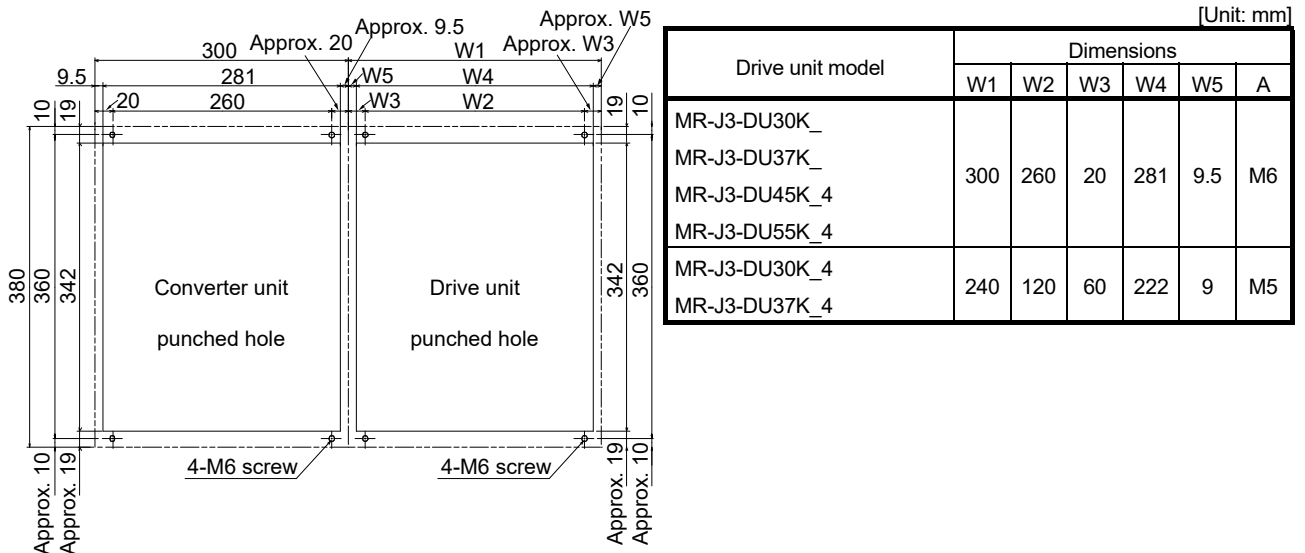 Approx. W5
Approx. 9.5
Approx. 20
Approx. W3
300
W1
9.5
281
W5
W4
20
260
W3
W2
10
19
19
10
380
360
342
342
360
Converter unit
punched hole
Drive unit
punched hole
4-M6 screw
4-M6 screw
Approx. 10
Approx. 19
Approx. 19
Approx. 10
[Unit: mm]
Drive unit model Dimensions
W1 W2 W3 W4 W5 A
MR-J3-DU30K_
MR-J3-DU37K_
MR-J3-DU45K_4
MR-J3-DU55K_4
300 260 20 281 9.5 M6
MR-J3-DU30K_4
MR-J3-DU37K_4
240 120 60 222 9 M5